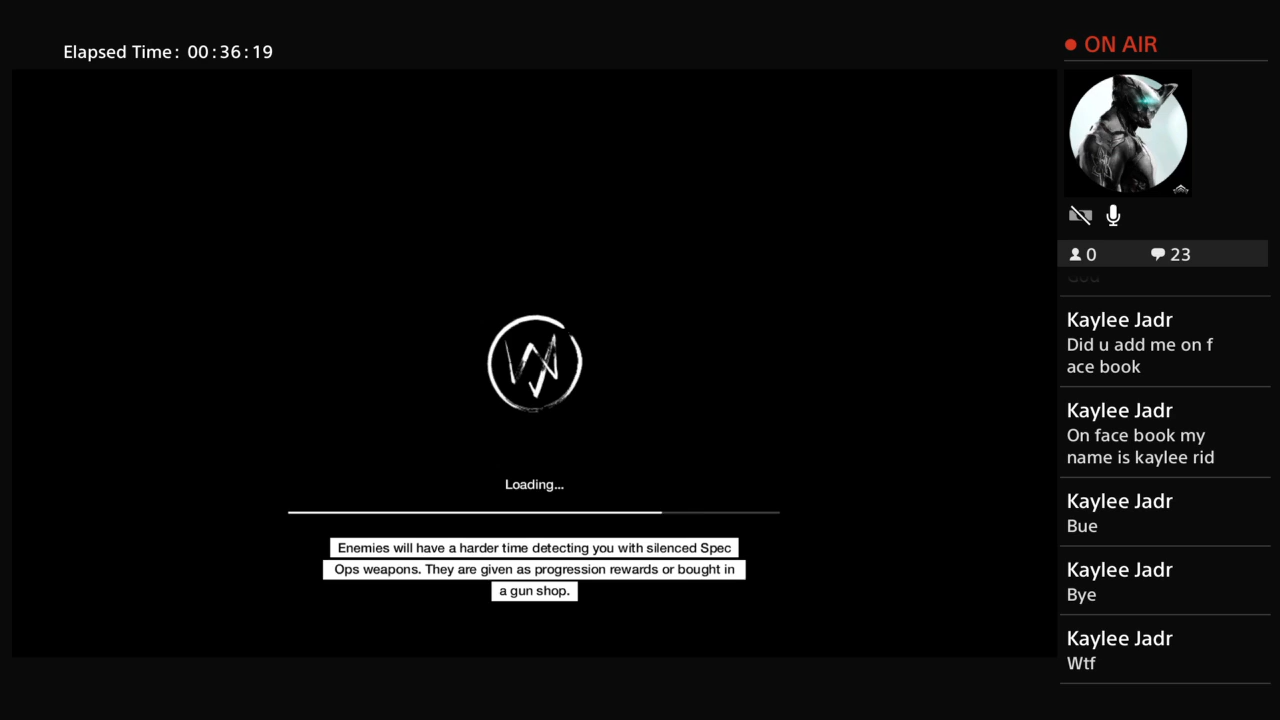 Elapsed Time: 00:36:19
ON AIR
0 23
God
Kaylee Jadr
Did u add me on f
ace book
Kaylee Jadr
On face book my
name is kaylee rid
Kaylee Jadr
Bue
Kaylee Jadr
Bye
Kaylee Jadr
Wtf
Loading...
Enemies will have a harder time detecting you with silenced Spec
Ops weapons. They are given as progression rewards or bought in
a gun shop.